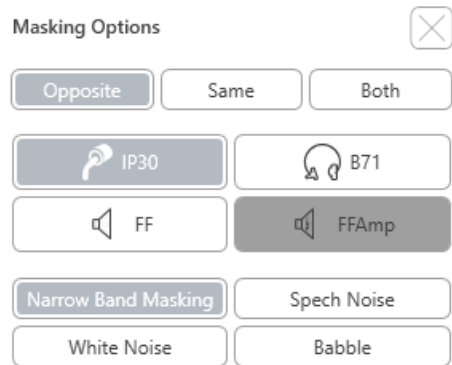 Masking Options
Opposite Same Both
IP30 B71
FF FFAmp
Narrow Band Masking Spech Noise
White Noise Babble